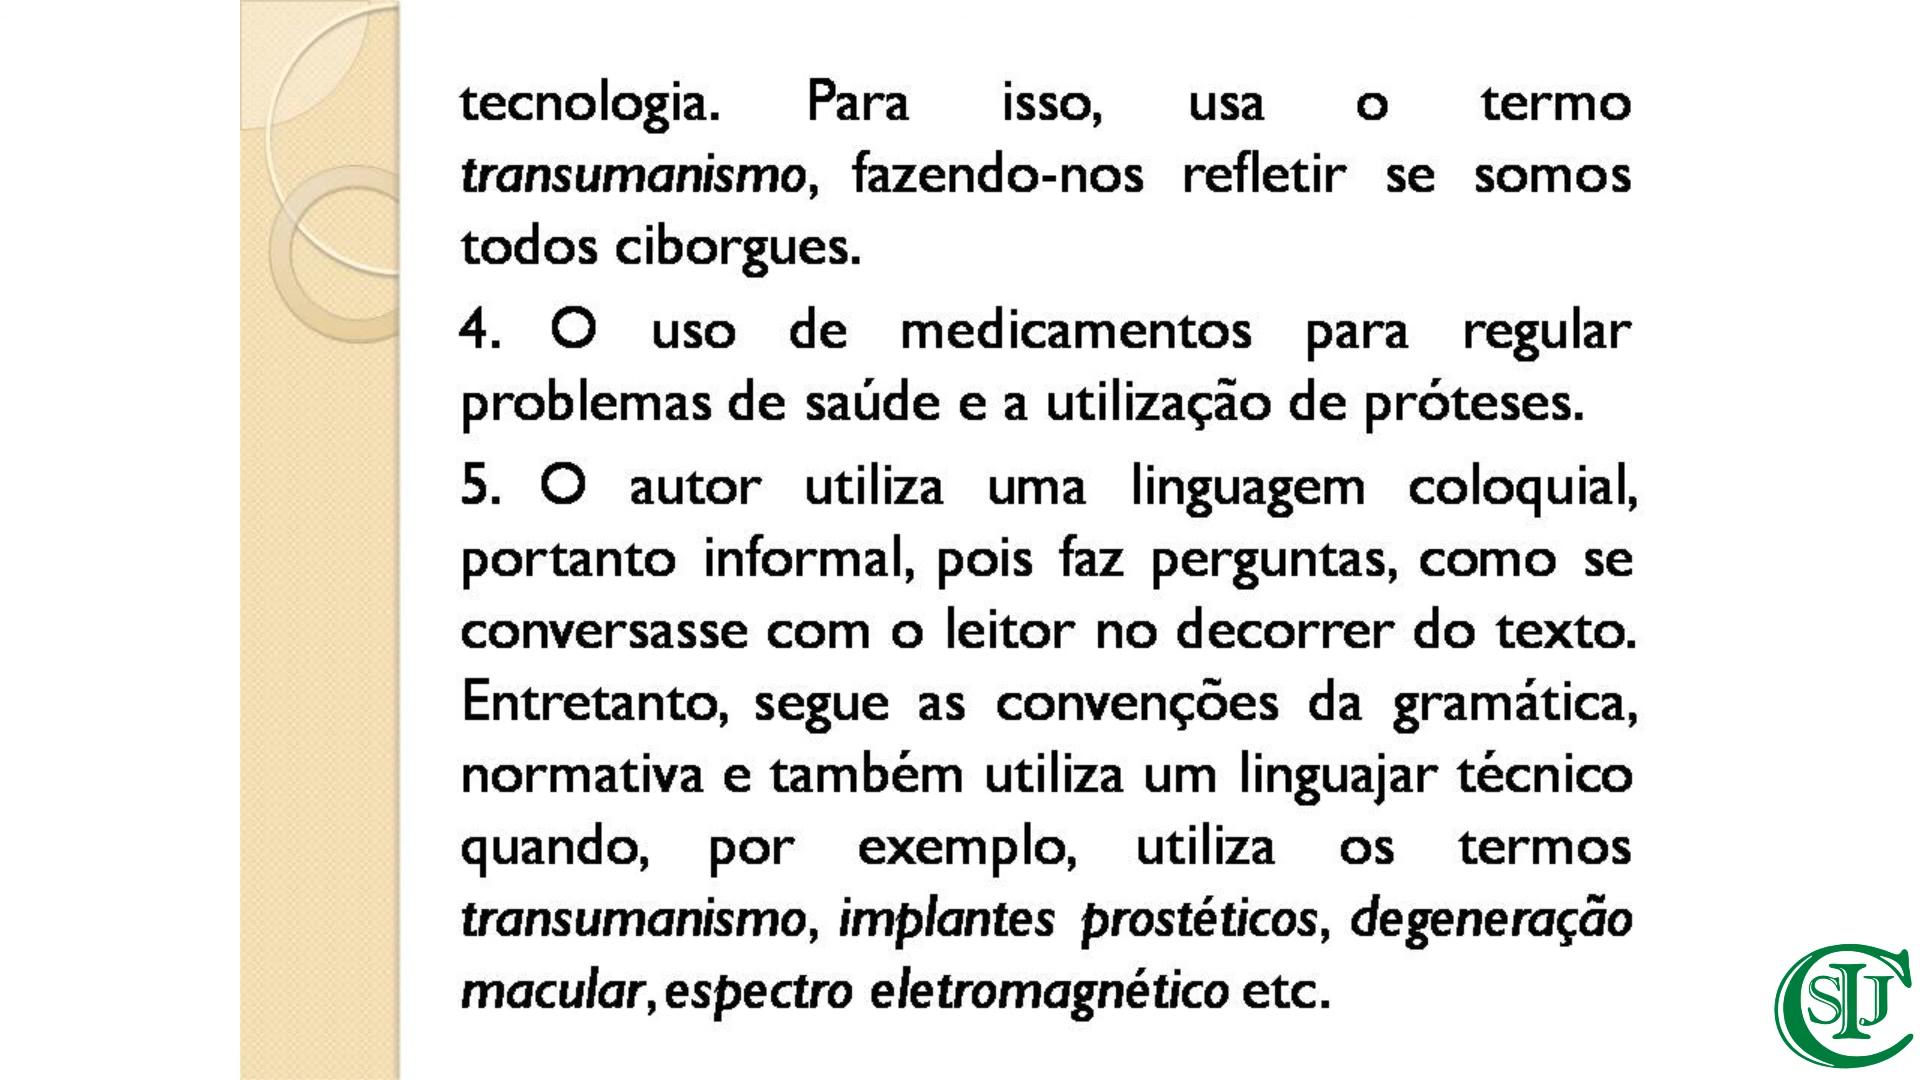 tecnologia. Para isso, usa o termo
transumanismo, fazendo-nos refletir se somos
todos ciborgues.
4. O uso de medicamentos para regular
problemas de saúde e a utilização de próteses.
5. O autor utiliza uma linguagem coloquial,
portanto informal, pois faz perguntas, como se
conversasse com o leitor no decorrer do texto.
Entretanto, segue as convenções da gramática,
normativa e também utiliza um linguajar técnico
quando, por exemplo, utiliza os termos
transumanismo, implantes prostéticos, degeneração
macular, espectro eletromagnético etc.
CSIJ